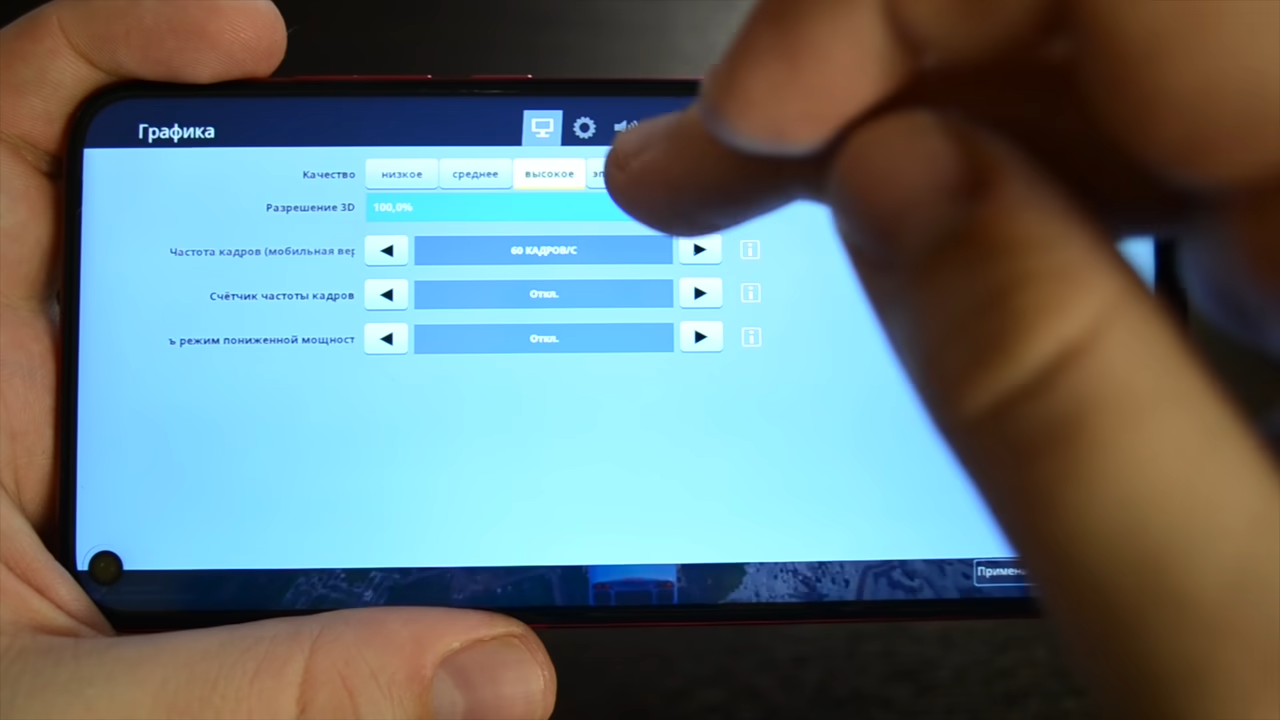 Графика
Качество
низкое среднее высокое эп
Разрешение 3D
100,0%
Частота кадров (мобильная вер
60 КАДРОВ/С
Счётчик частоты кадров
Откл.
ъ режим пониженной мощност
Откл.
Примен